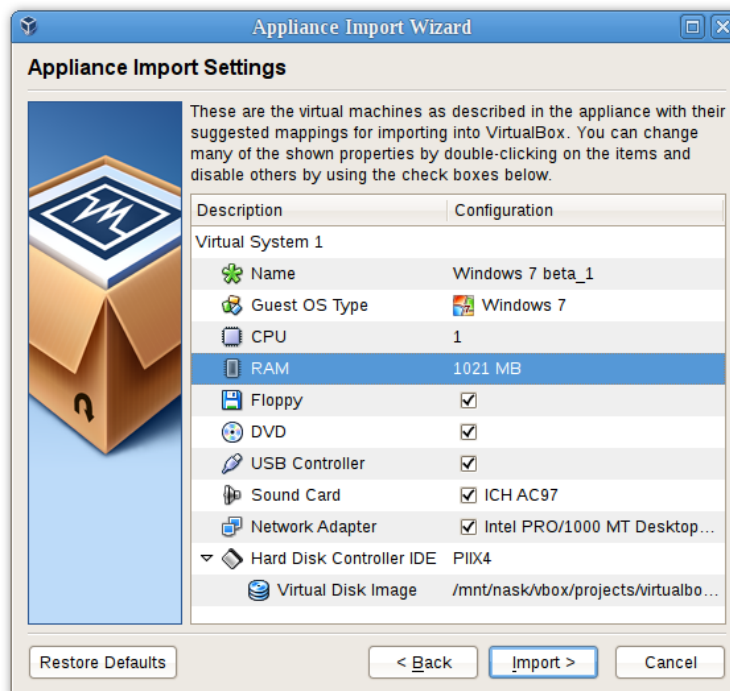 Appliance Import Wizard
Appliance Import Settings
These are the virtual machines as described in the appliance with their
suggested mappings for importing into VirtualBox. You can change
many of the shown properties by double-clicking on the items and
disable others by using the check boxes below.
Description Configuration
Virtual System 1
Name Windows 7 beta_1
Guest OS Type Windows 7
CPU 1
RAM 1021 MB
Floppy
DVD
USB Controller
Sound Card ICH AC97
Network Adapter Intel PRO/1000 MT Desktop...
Hard Disk Controller IDE PIIX4
Virtual Disk Image /mnt/nask/vbox/projects/virtualbo...
Restore Defaults < Back Import > Cancel